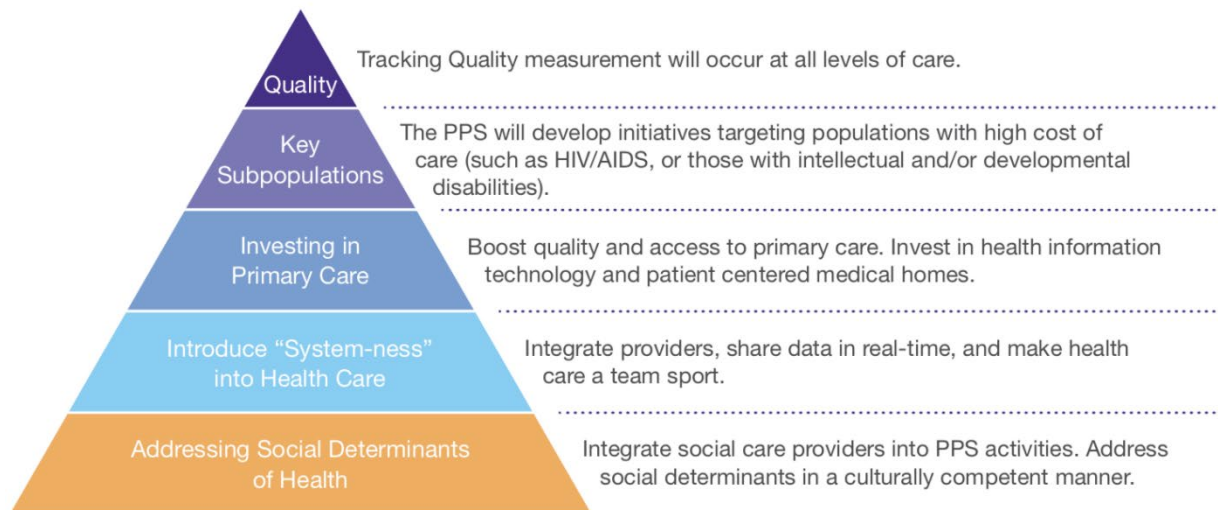 Quality
Tracking Quality measurement will occur at all levels of care.
Key
Subpopulations
The PPS will develop initiatives targeting populations with high cost of
care (such as HIV/AIDS, or those with intellectual and/or developmental
disabilities).
Investing in
Primary Care
Boost quality and access to primary care. Invest in health information
technology and patient centered medical homes.
Introduce “System-ness”
into Health Care
Integrate providers, share data in real-time, and make health
care a team sport.
Addressing Social Determinants
of Health
Integrate social care providers into PPS activities. Address
social determinants in a culturally competent manner.